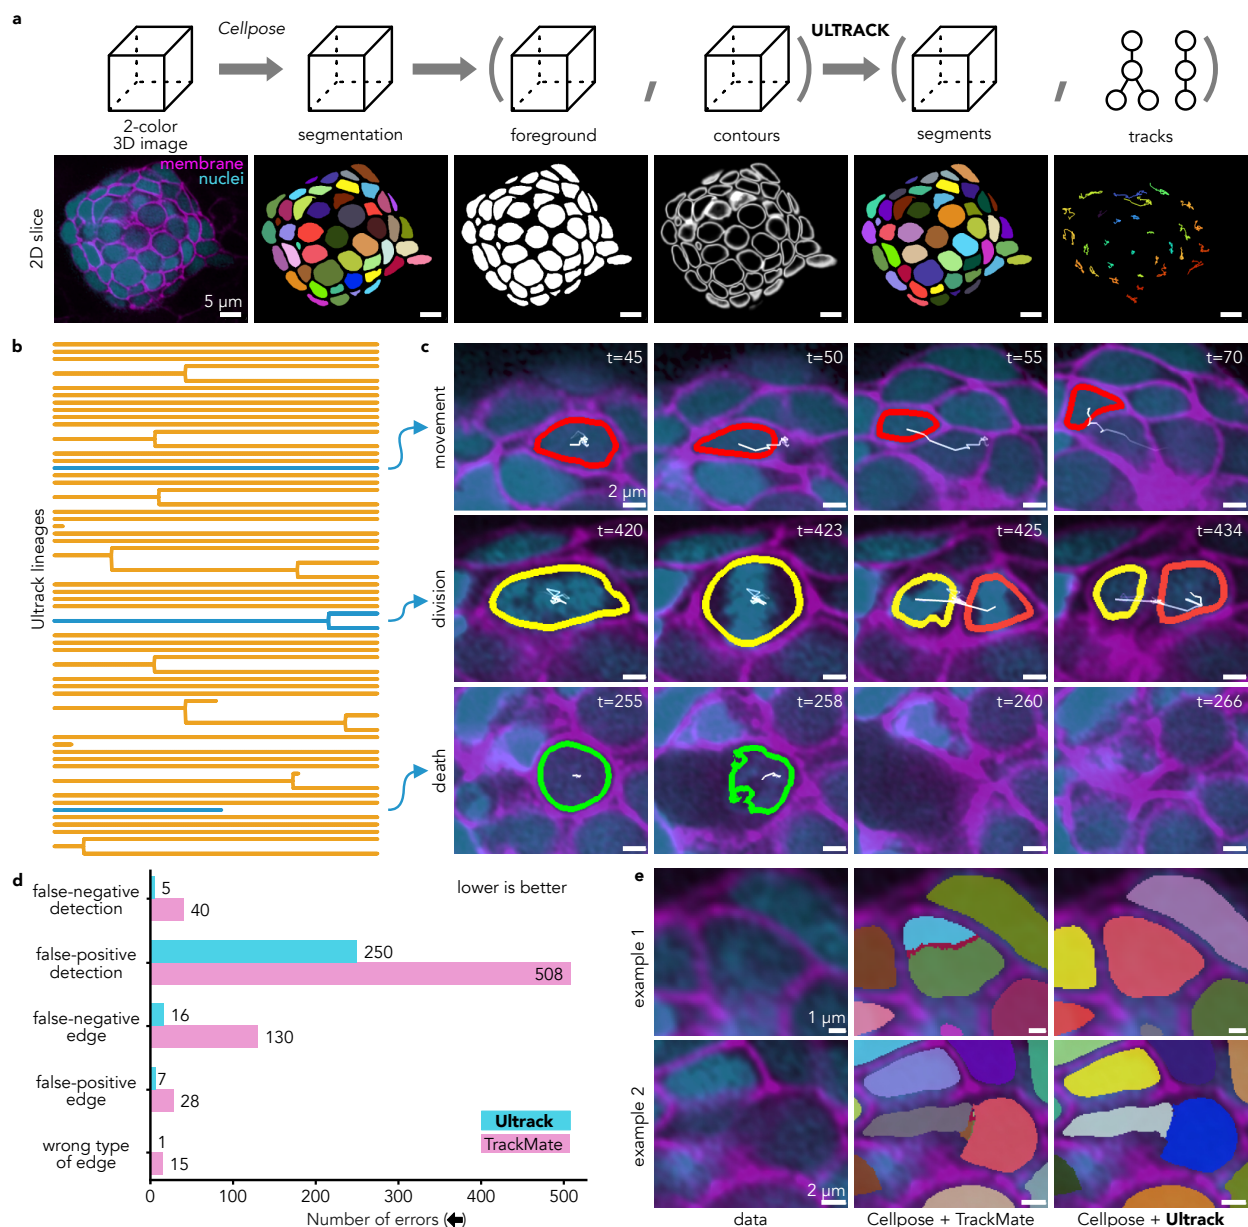 a
Cellpose
ULTRACK
2-color
3D image
segmentation
foreground
contours
segments
tracks
2D slice
membrane
nuclei
5 µm
b
Ultrack lineages
c
movement
t=45
2 µm
t=50
t=55
t=70
division
t=420
t=423
t=425
t=434
death
t=255
t=258
t=260
t=266
d
lower is better
false-negative
detection
5
40
false-positive
detection
250
508
false-negative
edge
16
130
false-positive
edge
7
28
wrong type
of edge
1
15
Ultrack
TrackMate
0 100 200 300 400 500
Number of errors (🡄)
e
example 1
1 µm
example 2
2 µm
data
Cellpose + TrackMate
Cellpose + Ultrack